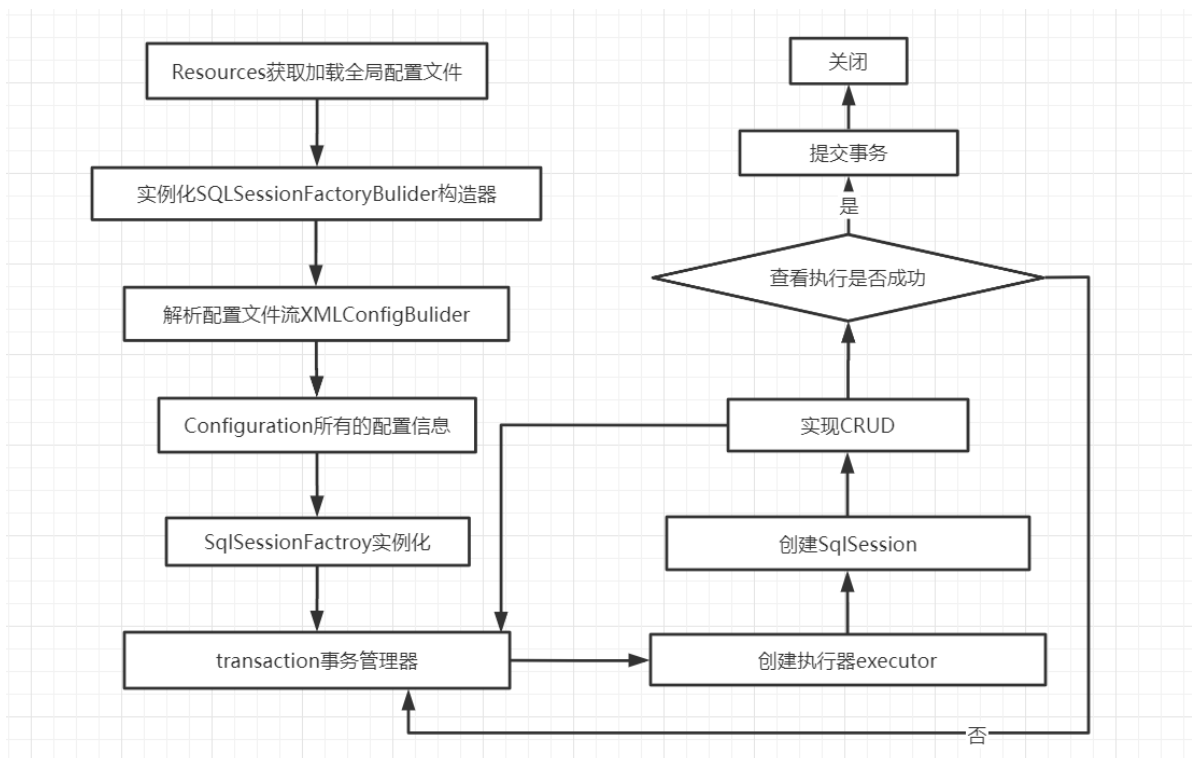 Resources获取加载全局配置文件
实例化SQLSessionFactoryBulider构造器
解析配置文件流XMLConfigBulider
Configuration所有的配置信息
SqlSessionFactroy实例化
transaction事务管理器
创建执行器executor
创建SqlSession
实现CRUD
查看执行是否成功
是
提交事务
关闭
否